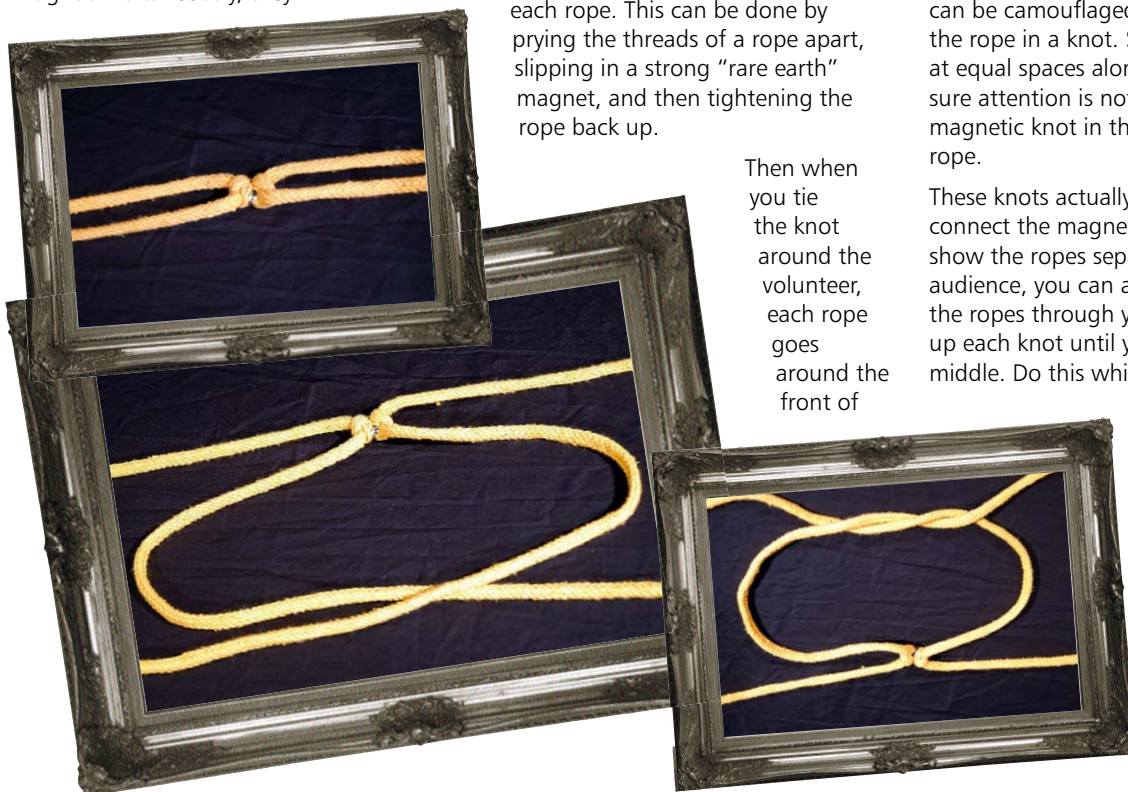 they
each rope. This can be done by
prying the threads of a rope apart,
slipping in a strong “rare earth”
magnet, and then tightening the
rope back up.
Then when
you tie
the knot
around the
volunteer,
each rope
goes
around the
front of
can be camouflaged
the rope in a knot. S
at equal spaces alon
sure attention is not
magnetic knot in th
rope.
These knots actually
connect the magne
show the ropes sepa
audience, you can a
the ropes through y
up each knot until y
middle. Do this whi